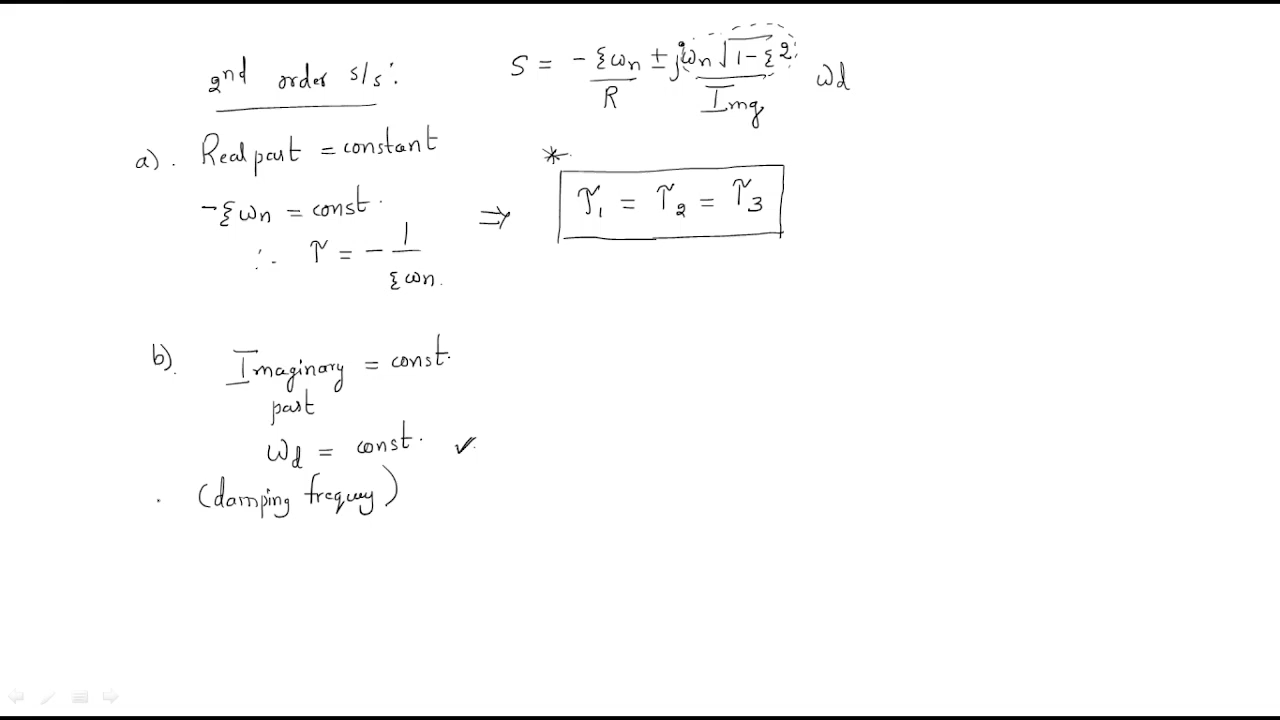 2nd order s/s:
S = - ξωn ± jωn √1-ξ2 ωd
R Img
a). Real part = constant
*
-ξωn = const.
⇒ τ1 = τ2 = τ3
∴ τ = - 1/ξωn.
b). Imaginary = const.
part
ωd = const. ✓
(damping frequey)